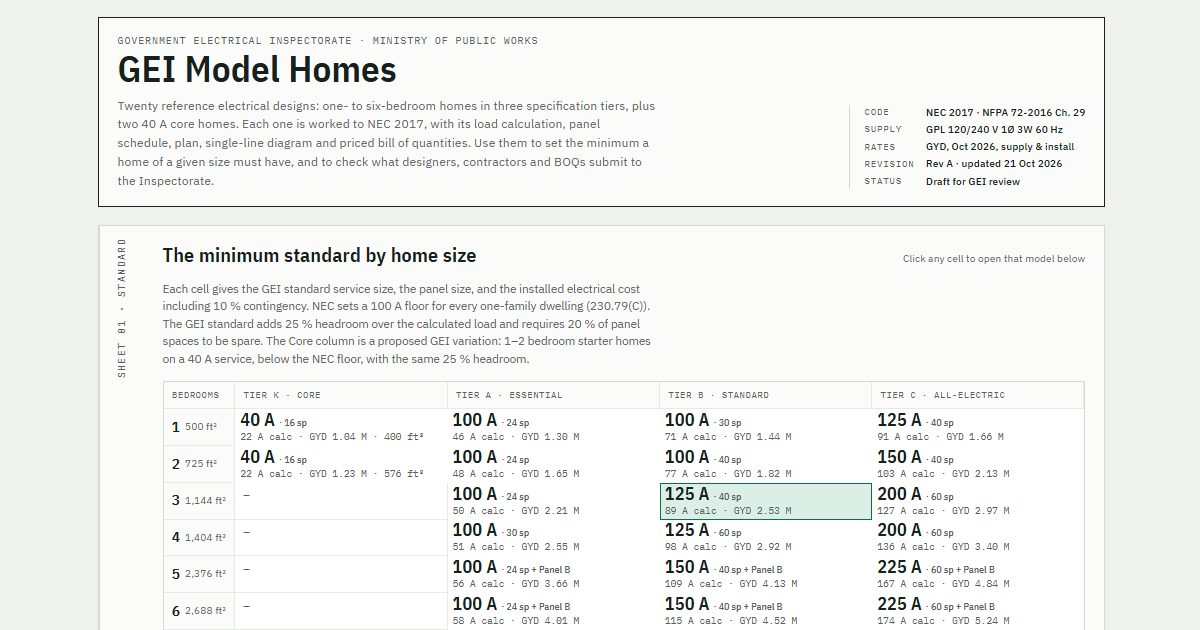 GOVERNMENT ELECTRICAL INSPECTORATE · MINISTRY OF PUBLIC WORKS
GEI Model Homes
Twenty reference electrical designs: one- to six-bedroom homes in three specification tiers, plus
two 40 A core homes. Each one is worked to NEC 2017, with its load calculation, panel
schedule, plan, single-line diagram and priced bill of quantities. Use them to set the minimum a
home of a given size must have, and to check what designers, contractors and BOQs submit to
the Inspectorate.
CODE NEC 2017 · NFPA 72-2016 Ch. 29
SUPPLY GPL 120/240 V 1Ø 3W 60 Hz
RATES GYD, Oct 2026, supply & install
REVISION Rev A · updated 21 Oct 2026
STATUS Draft for GEI review
SHEET 01 · STANDARD
The minimum standard by home size
Click any cell to open that model below
Each cell gives the GEI standard service size, the panel size, and the installed electrical cost
including 10 % contingency. NEC sets a 100 A floor for every one-family dwelling (230.79(C)).
The GEI standard adds 25 % headroom over the calculated load and requires 20 % of panel
spaces to be spare. The Core column is a proposed GEI variation: 1–2 bedroom starter homes
on a 40 A service, below the NEC floor, with the same 25 % headroom.
BEDROOMS TIER K · CORE TIER A · ESSENTIAL TIER B · STANDARD TIER C · ALL-ELECTRIC
1 500 ft² 40 A · 16 sp 100 A · 24 sp 100 A · 30 sp 125 A · 40 sp
22 A calc · GYD 1.04 M · 400 ft² 46 A calc · GYD 1.30 M 71 A calc · GYD 1.44 M 91 A calc · GYD 1.66 M
2 725 ft² 40 A · 16 sp 100 A · 24 sp 100 A · 40 sp 150 A · 40 sp
22 A calc · GYD 1.23 M · 576 ft² 48 A calc · GYD 1.65 M 77 A calc · GYD 1.82 M 103 A calc · GYD 2.13 M
3 1,144 ft² – 100 A · 24 sp 125 A · 40 sp 200 A · 60 sp
50 A calc · GYD 2.21 M 89 A calc · GYD 2.53 M 127 A calc · GYD 2.97 M
4 1,404 ft² – 100 A · 30 sp 125 A · 60 sp 200 A · 60 sp
51 A calc · GYD 2.55 M 98 A calc · GYD 2.92 M 136 A calc · GYD 3.40 M
5 2,376 ft² – 100 A · 24 sp + Panel B 150 A · 40 sp + Panel B 225 A · 60 sp + Panel B
56 A calc · GYD 3.66 M 109 A calc · GYD 4.13 M 167 A calc · GYD 4.84 M
6 2,688 ft² – 100 A · 24 sp + Panel B 150 A · 40 sp + Panel B 225 A · 60 sp + Panel B
58 A calc · GYD 4.01 M 115 A calc · GYD 4.52 M 174 A calc · GYD 5.24 M